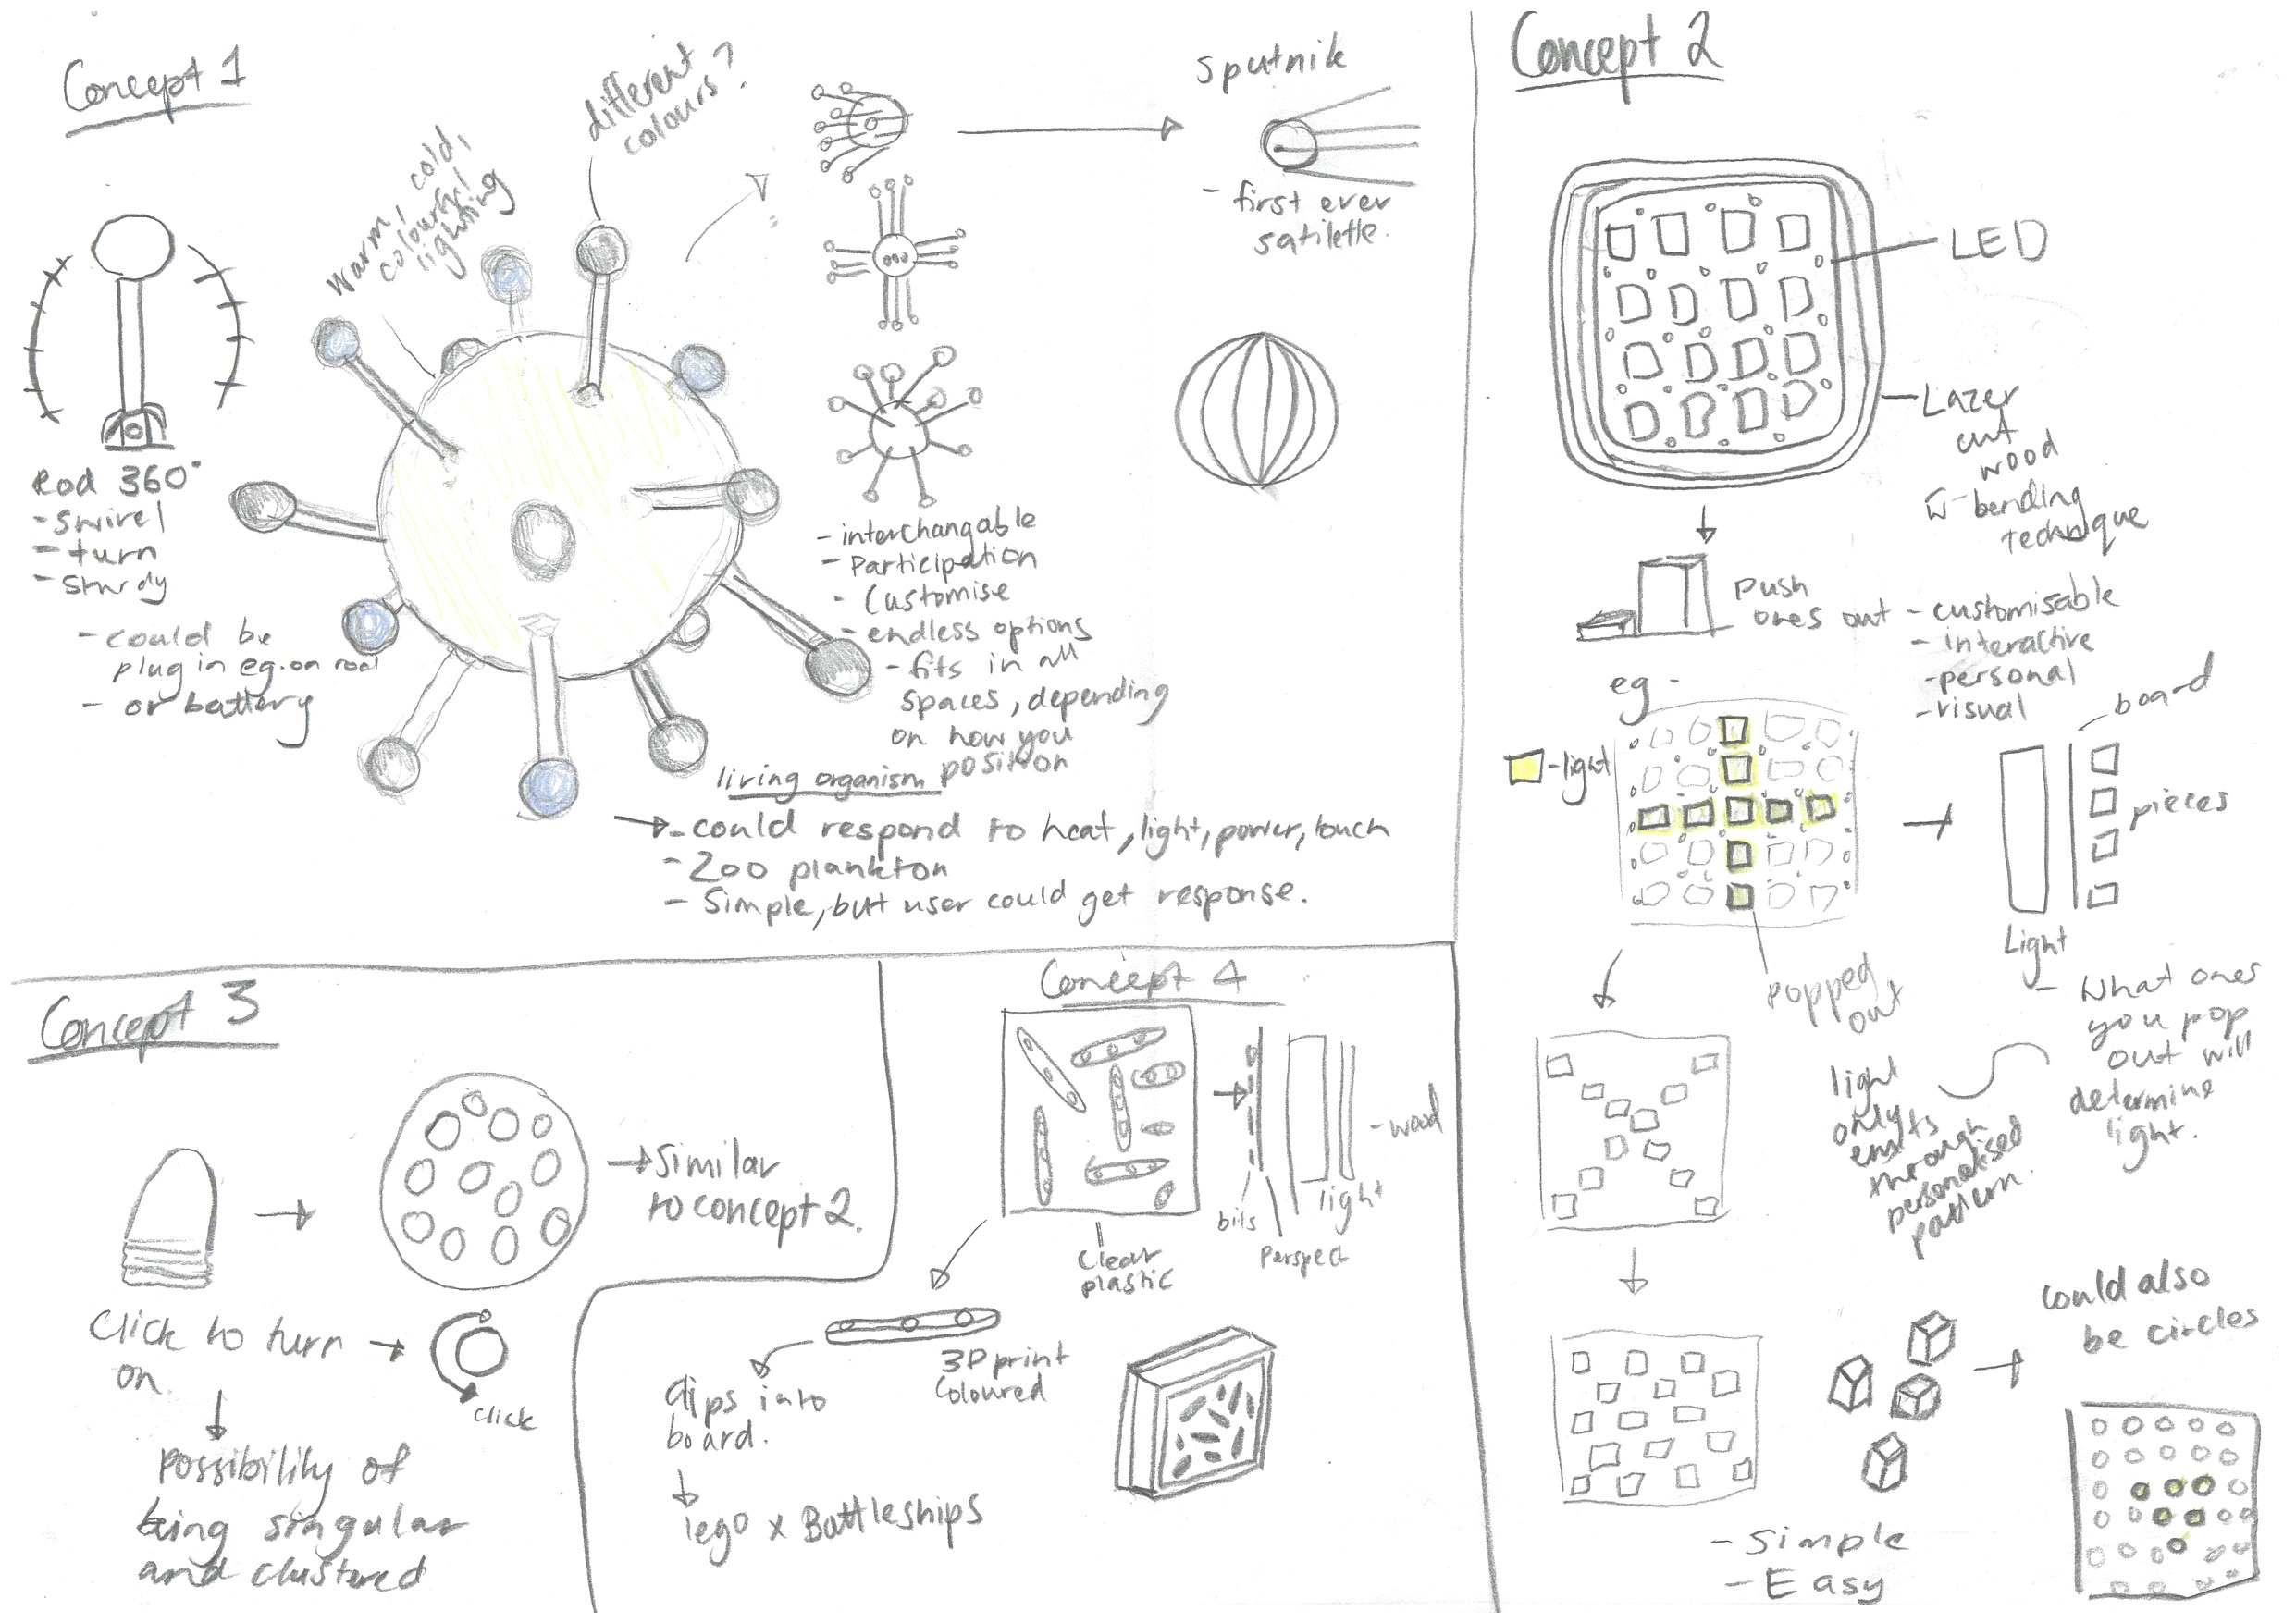 Concept 1
warm, cold,
colourful
lighting
different
colours?
Sputnik
- first ever
satilette.
Rod 360°
- swirel
- turn
- sturdy
- could be
plug in eg. on rod
- or battery
- interchangable
- Participation
- Customise
- endless options
- fits in all
spaces, depending
on how you
position
living organism
- could respond to heat, light, power, touch
- Zoo plankton
- Simple, but user could get response.
Concept 2
LED
Lazer
cut
wood
w- bending
technique
push
ones out
- customisable
- interactive
- personal
- visual
eg -
- light
board
pieces
Light
popped
out
- What ones
you pop
out will
determine
light.
light
only
emits
through
personalised
pattern.
could also
be circles
- Simple
- Easy
Concept 3
Similar
to concept 2.
Click to turn
on.
click
possibility of
being singular
and clustered
Concept 4
- wood
light
bits
Perspect
Clear
plastic
3D print
Coloured
clips into
board.
lego x Battleships